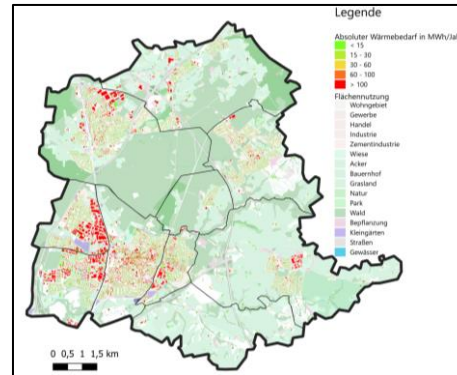 Legende
Absoluter Wärmebedarf in MWh/Jal
< 15
15 - 30
30 - 60
60 - 100
> 100
Flächennutzung
Wohngebiet
Gewerbe
Handel
Industrie
Zementindustrie
Wiese
Acker
Bauernhof
Grasland
Natur
Park
Wald
Bepflanzung
Kleingärten
Straßen
Gewässer
0 0,5 1 1,5 km